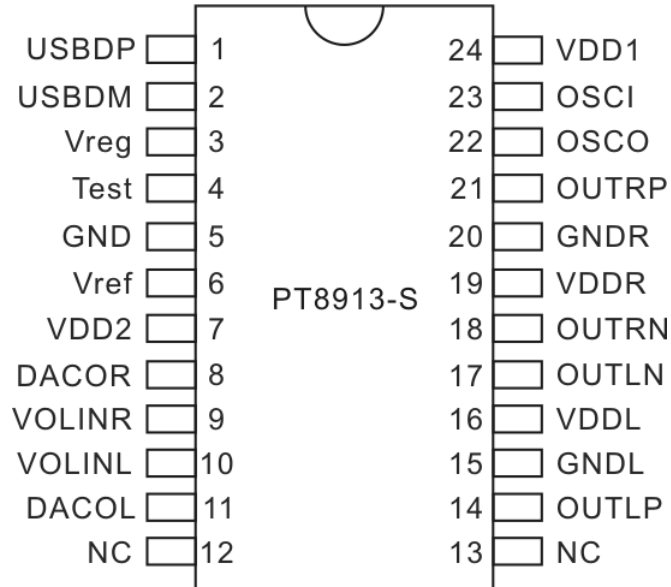 USBDP 1 24 VDD1
USBDM 2 23 OSCI
Vreg 3 22 OSCO
Test 4 21 OUTRP
GND 5 20 GNDR
Vref 6 19 VDDR
PT8913-S
VDD2 7 18 OUTRN
DACOR 8 17 OUTLN
VOLINR 9 16 VDDL
VOLINL 10 15 GNDL
DACOL 11 14 OUTLP
NC 12 13 NC